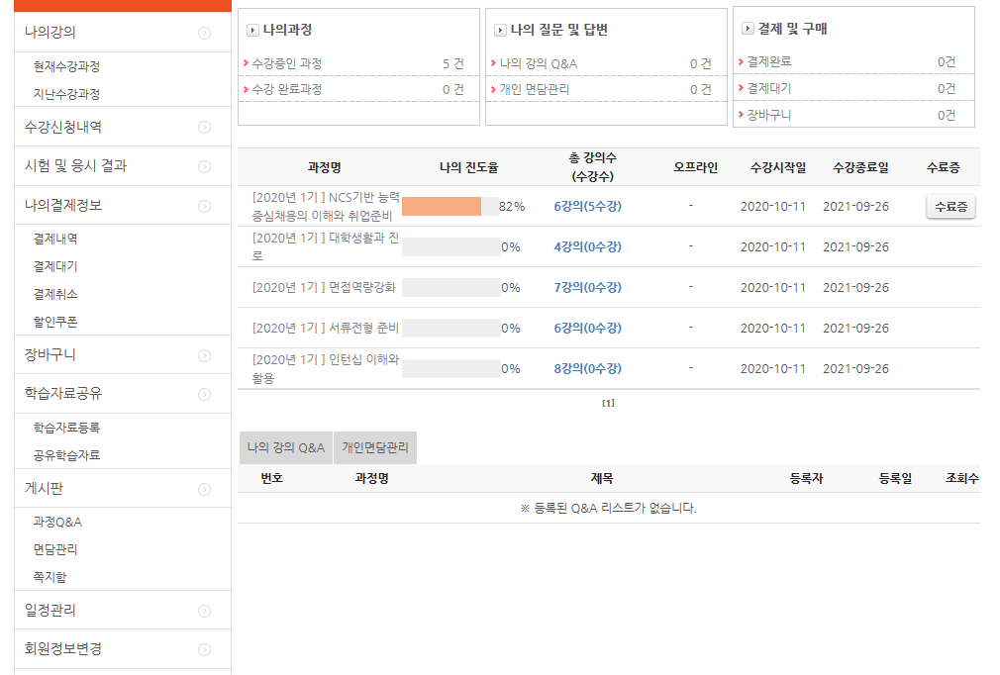 나의강의
현재수강과정
지난수강과정
수강신청내역
시험 및 응시 결과
나의결제정보
결제내역
결제대기
결제취소
할인쿠폰
장바구니
학습자료공유
학습자료등록
공유학습자료
게시판
과정Q&A
면담관리
쪽지함
일정관리
회원정보변경
나의과정
수강중인 과정 5 건
수강 완료과정 0 건
나의 질문 및 답변
나의 강의 Q&A 0 건
개인 면담관리 0 건
결제 및 구매
결제완료 0건
결제대기 0건
장바구니 0건
과정명 나의 진도율 총 강의수 오프라인 수강시작일 수강종료일 수료증
(수강수)
[2020년 1기 ] NCS기반 능력
중심채용의 이해와 취업준비 82% 6강의(5수강) - 2020-10-11 2021-09-26 수료증
[2020년 1기 ] 대학생활과 진
로 0% 4강의(0수강) - 2020-10-11 2021-09-26
[2020년 1기 ] 면접역량강화 0% 7강의(0수강) - 2020-10-11 2021-09-26
[2020년 1기 ] 서류전형 준비 0% 6강의(0수강) - 2020-10-11 2021-09-26
[2020년 1기 ] 인턴십 이해와
활용 0% 8강의(0수강) - 2020-10-11 2021-09-26
[1]
나의 강의 Q&A 개인면담관리
번호 과정명 제목 등록자 등록일 조회수
※ 등록된 Q&A 리스트가 없습니다.